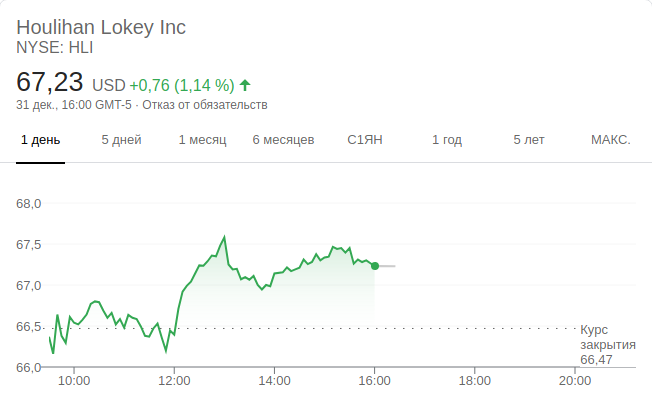 Houlihan Lokey Inc
NYSE: HLI
67,23 USD +0,76 (1,14 %)
31 дек., 16:00 GMT-5 · Отказ от обязательств
1 день 5 дней 1 месяц 6 месяцев С1ЯН 1 год 5 лет МАКС.
68,0
67,5
67,0
66,5
66,0
Курс
закрытия
66,47
10:00 12:00 14:00 16:00 18:00 20:00